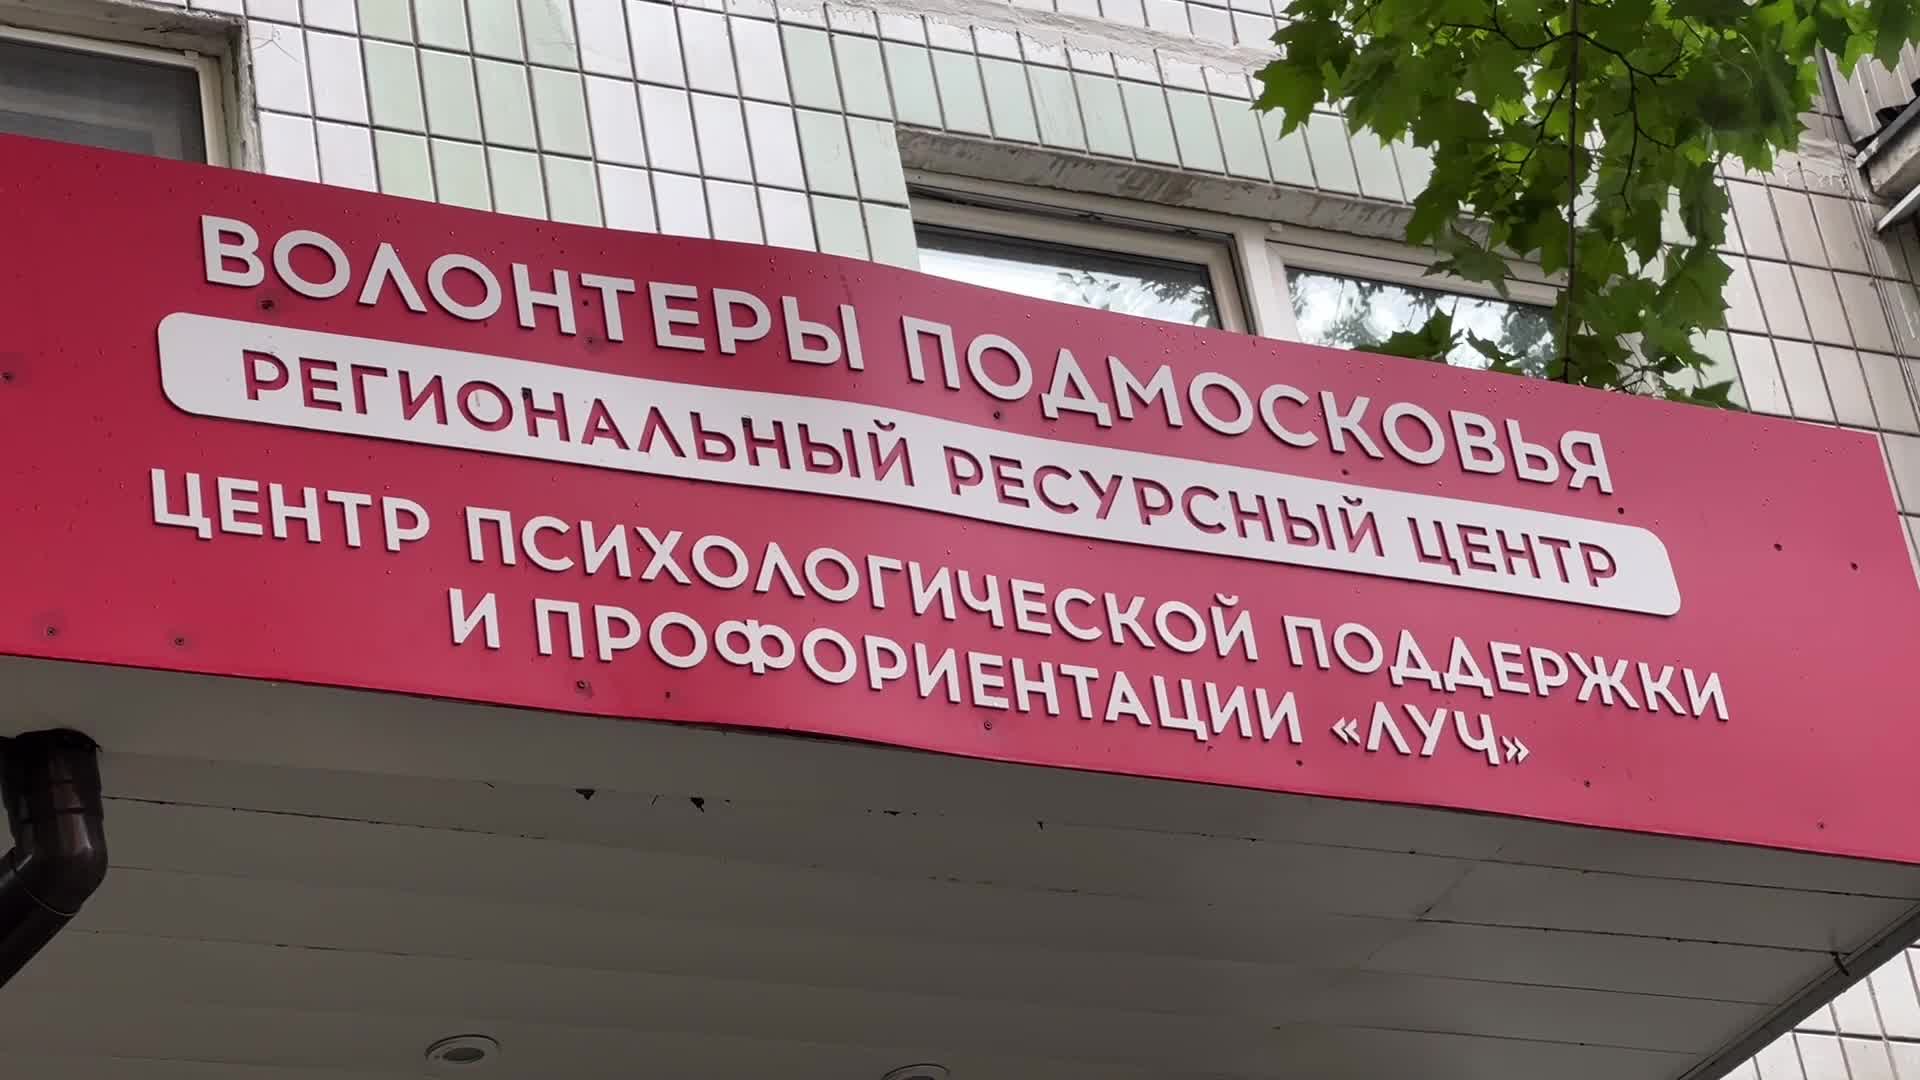 ВОЛОНТЕРЫ ПОДМОСКОВЬЯ
РЕГИОНАЛЬНЫЙ РЕСУРСНЫЙ ЦЕНТР
ЦЕНТР ПСИХОЛОГИЧЕСКОЙ ПОДДЕРЖКИ
И ПРОФОРИЕНТАЦИИ «ЛУЧ»